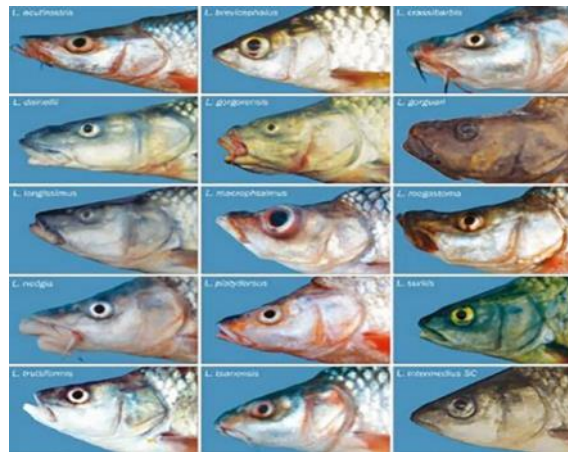 L. acutirostris
L. brevicephalus
L. crassibarbis
L. dainellii
L. gorgorensis
L. gorguari
L. longissimus
L. macrophtalmus
L. megastoma
L. nedgia
L. platydorsus
L. surkis
L. truttiformis
L. tsanensis
L. intermedius SC